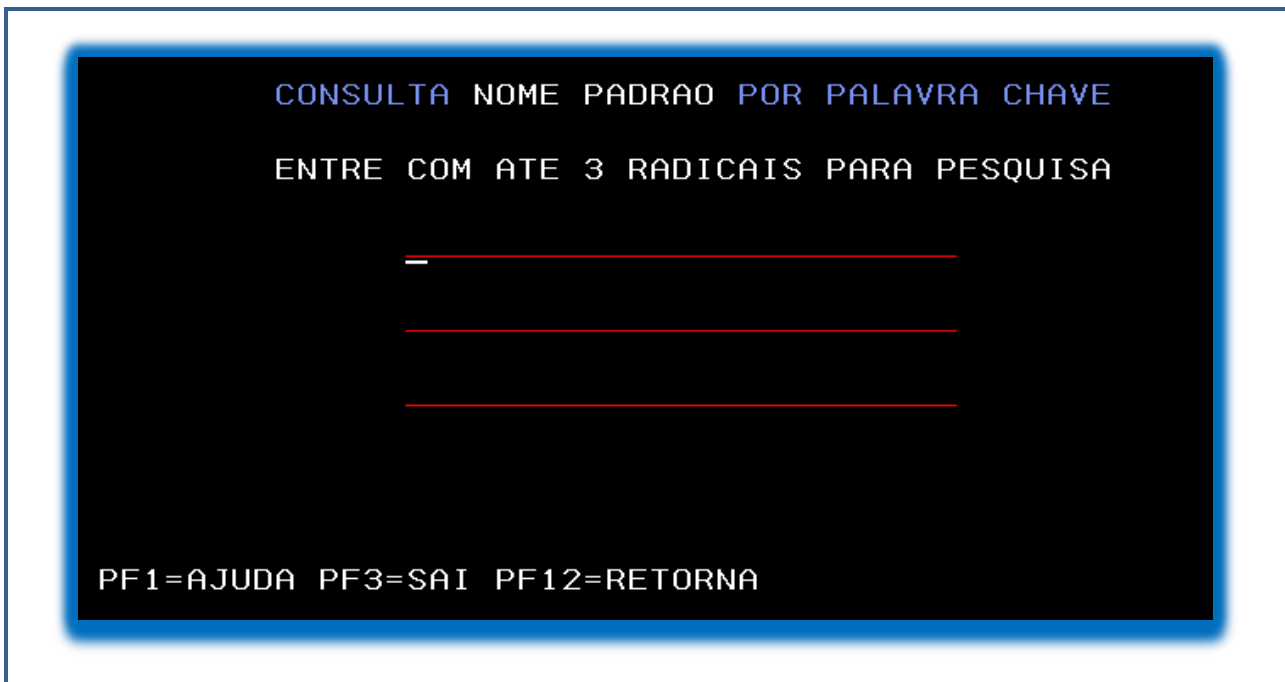 CONSULTA NOME PADRAO POR PALAVRA CHAVE
ENTRE COM ATE 3 RADICAIS PARA PESQUISA
PF1=AJUDA PF3=SAI PF12=RETORNA